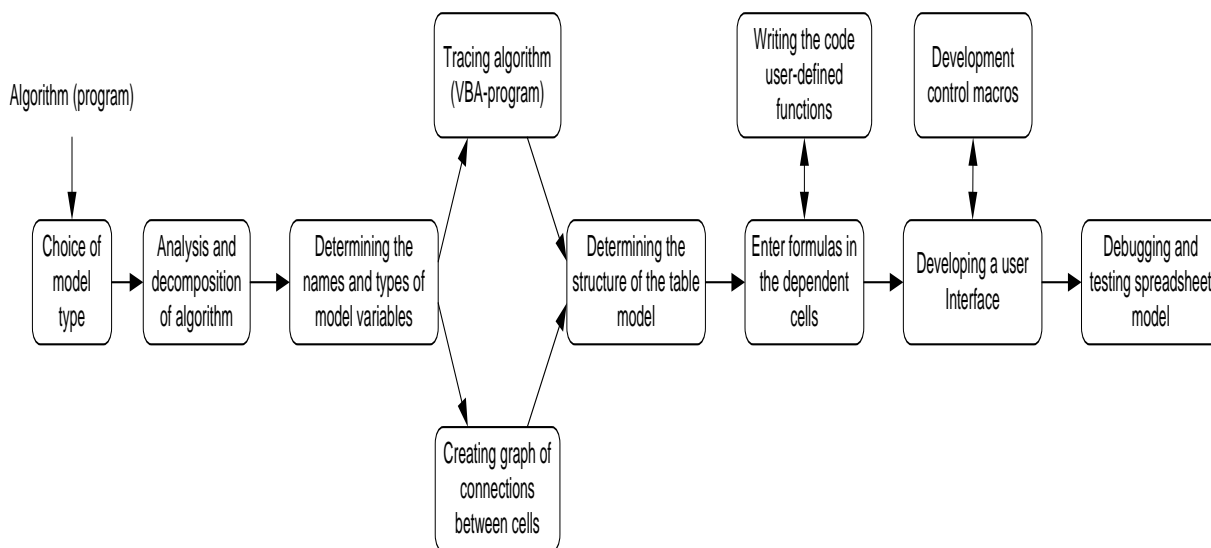 Algorithm (program)
Choice of
model
type
Analysis and
decomposition
of algorithm
Determining the
names and types of
model variables
Tracing algorithm
(VBA-program)
Creating graph of
connections
between cells
Determining the
structure of the table
model
Writing the code
user-defined
functions
Enter formulas in
the dependent
cells
Development
control macros
Developing a user
Interface
Debugging and
testing spreadsheet
model